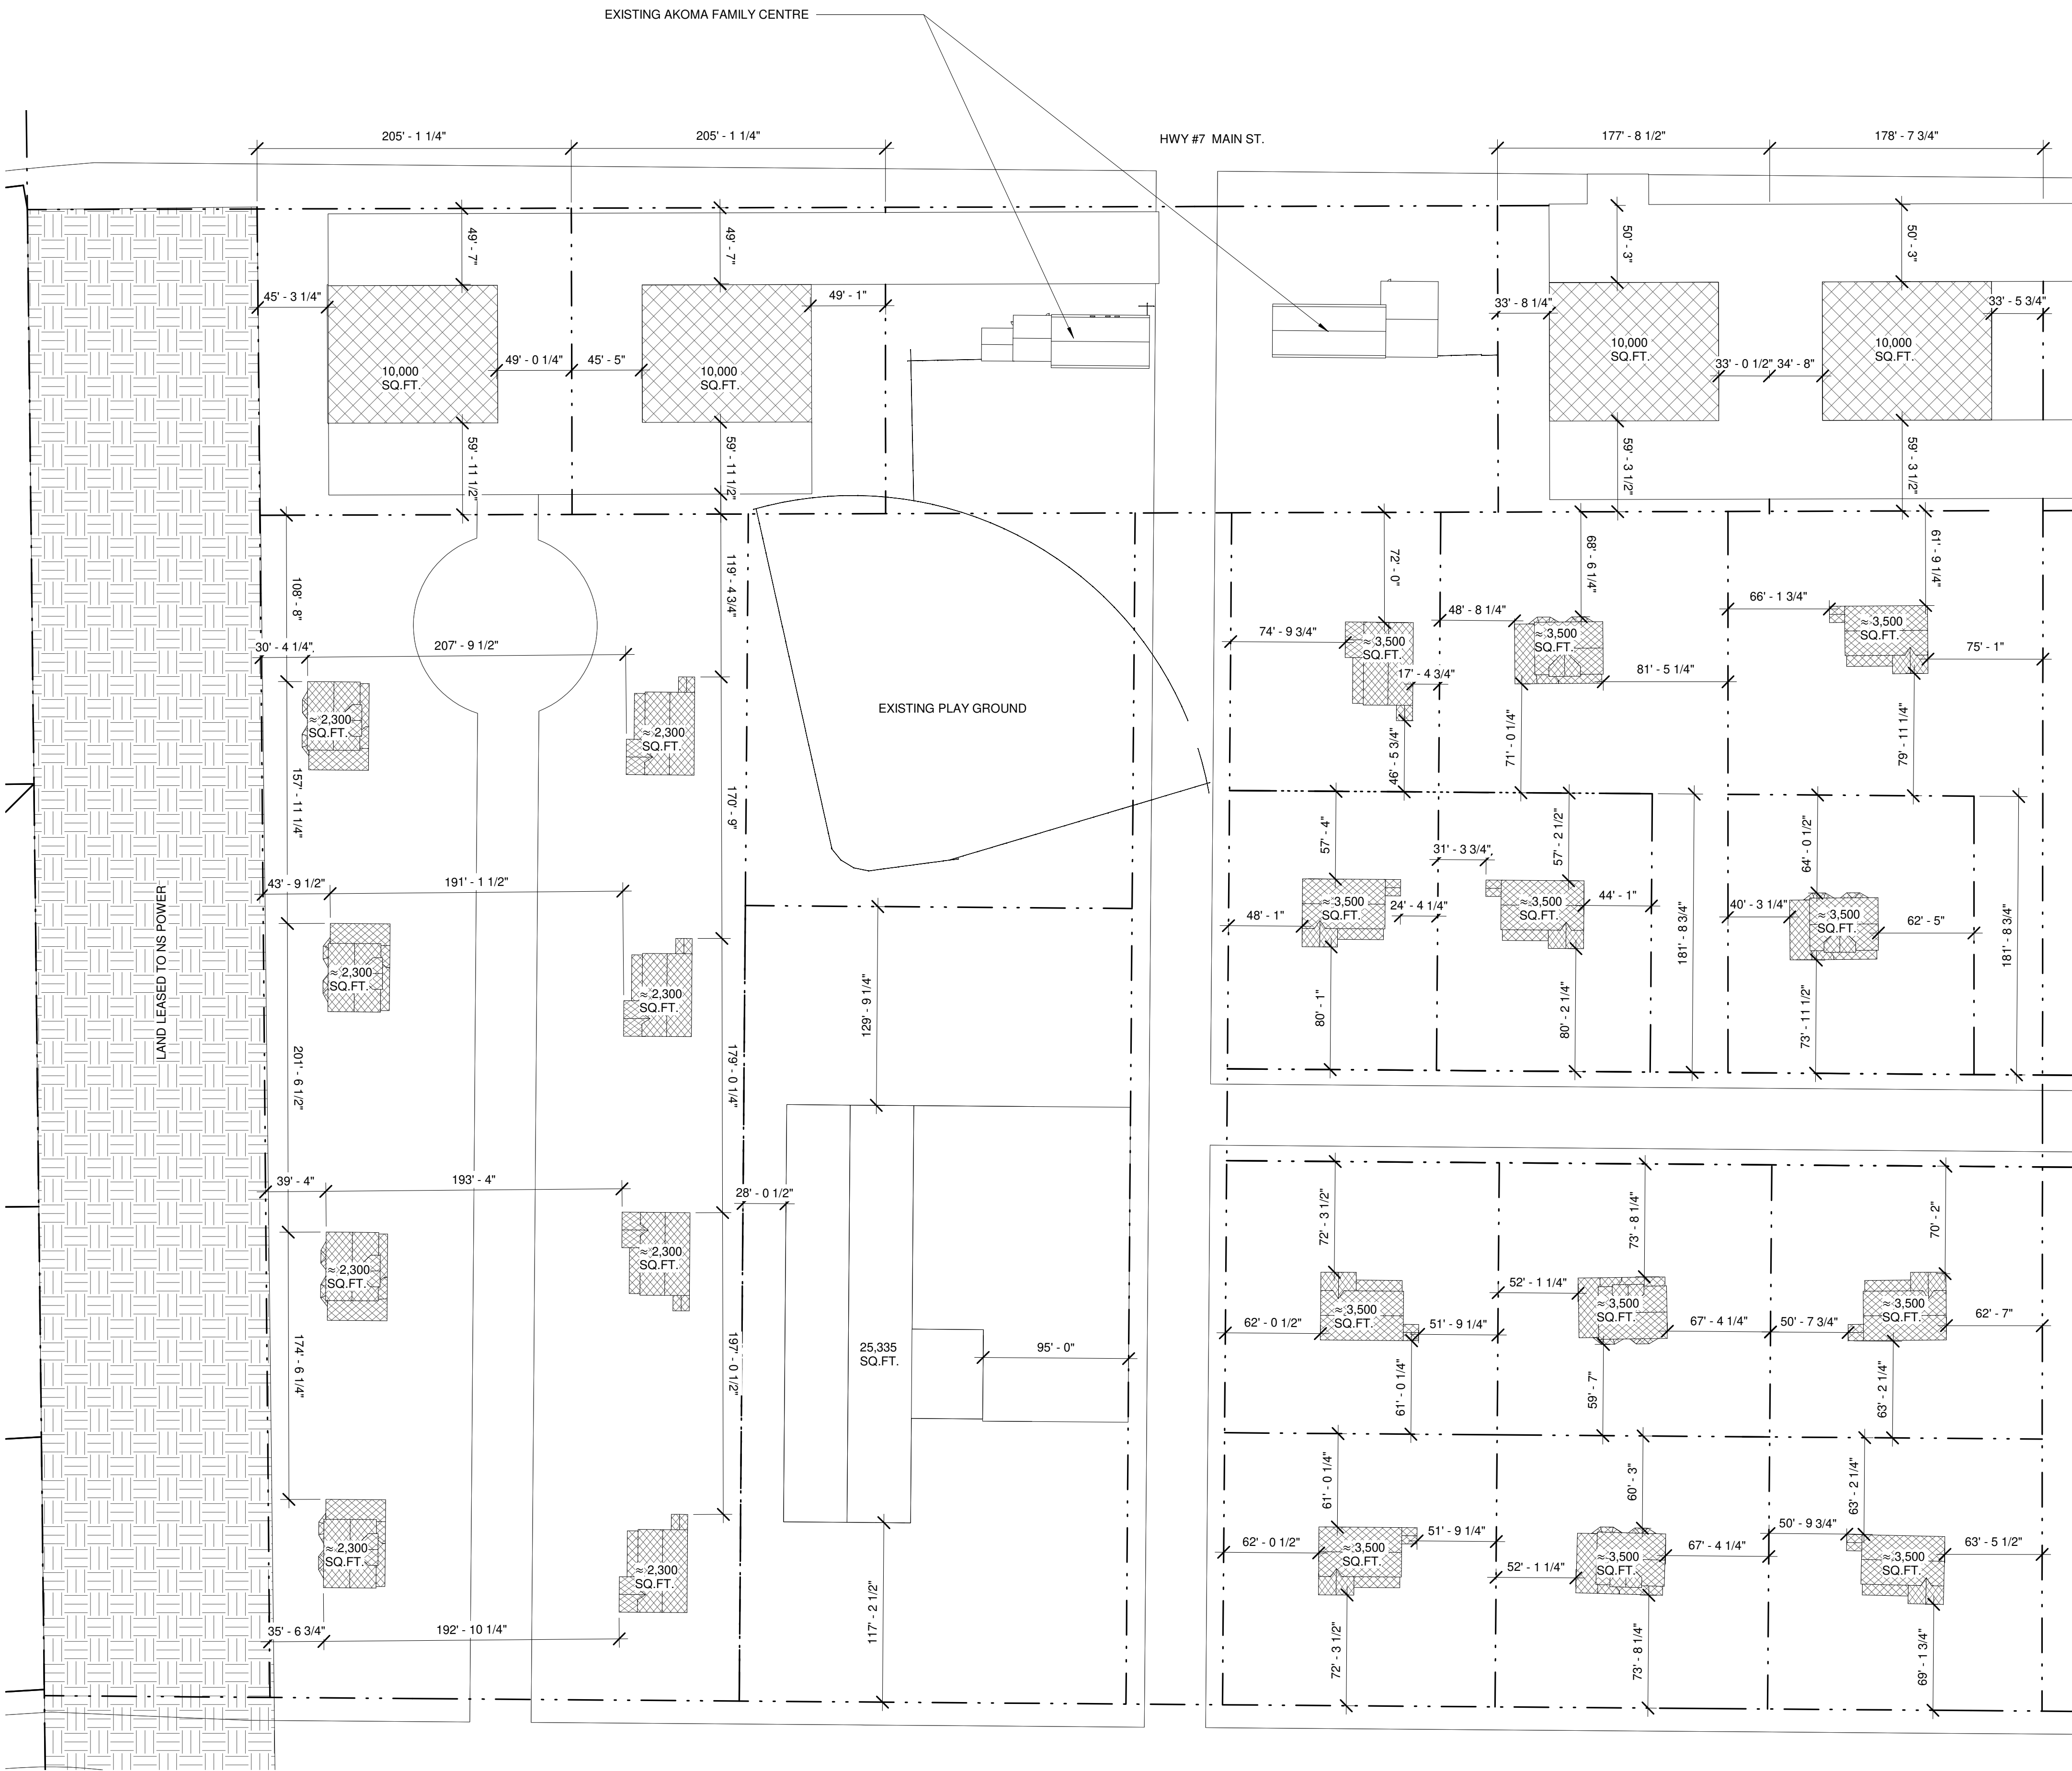 EXISTING AKOMA FAMILY CENTRE
205' - 1 1/4"
205' - 1 1/4"
HWY #7  MAIN ST.
177' - 8 1/2"
178' - 7 3/4"
49' - 7"
49' - 7"
50' - 3"
50' - 3"
45' - 3 1/4"
49' - 1"
33' - 8 1/4"
33' - 5 3/4"
10,000
SQ.FT.
49' - 0 1/4"
45' - 5"
10,000
SQ.FT.
10,000
SQ.FT.
33' - 0 1/2"
34' - 8"
10,000
SQ.FT.
59' - 11 1/2"
59' - 11 1/2"
59' - 3 1/2"
59' - 3 1/2"
108' - 8"
119' - 4 3/4"
72' - 0"
68' - 6 1/4"
61' - 9 1/4"
30' - 4 1/4"
207' - 9 1/2"
74' - 9 3/4"
≈ 3,500
SQ.FT.
17' - 4 3/4"
48' - 8 1/4"
≈ 3,500
SQ.FT.
81' - 5 1/4"
66' - 1 3/4"
≈ 3,500
SQ.FT.
75' - 1"
≈ 2,300
SQ.FT.
≈ 2,300
SQ.FT.
EXISTING PLAY GROUND
46' - 5 3/4"
71' - 0 1/4"
79' - 11 1/4"
157' - 11 1/4"
170' - 9"
57' - 4"
31' - 3 3/4"
57' - 2 1/2"
64' - 0 1/2"
LAND LEASED TO NS POWER
43' - 9 1/2"
191' - 1 1/2"
48' - 1"
≈ 3,500
SQ.FT.
24' - 4 1/4"
≈ 3,500
SQ.FT.
44' - 1"
181' - 8 3/4"
40' - 3 1/4"
≈ 3,500
SQ.FT.
62' - 5"
181' - 8 3/4"
≈ 2,300
SQ.FT.
≈ 2,300
SQ.FT.
129' - 9 1/4"
80' - 1"
80' - 2 1/4"
73' - 11 1/2"
201' - 6 1/2"
179' - 0 1/4"
39' - 4"
193' - 4"
28' - 0 1/2"
72' - 3 1/2"
73' - 8 1/4"
70' - 2"
≈ 2,300
SQ.FT.
≈ 2,300
SQ.FT.
62' - 0 1/2"
≈ 3,500
SQ.FT.
51' - 9 1/4"
52' - 1 1/4"
≈ 3,500
SQ.FT.
67' - 4 1/4"
50' - 7 3/4"
≈ 3,500
SQ.FT.
62' - 7"
174' - 6 1/4"
197' - 0 1/2"
25,335
SQ.FT.
95' - 0"
61' - 0 1/4"
59' - 7"
63' - 2 1/4"
61' - 0 1/4"
60' - 3"
63' - 2 1/4"
≈ 2,300
SQ.FT.
≈ 2,300
SQ.FT.
62' - 0 1/2"
≈ 3,500
SQ.FT.
51' - 9 1/4"
52' - 1 1/4"
≈ 3,500
SQ.FT.
67' - 4 1/4"
50' - 9 3/4"
≈ 3,500
SQ.FT.
63' - 5 1/2"
35' - 6 3/4"
192' - 10 1/4"
117' - 2 1/2"
72' - 3 1/2"
73' - 8 1/4"
69' - 1 3/4"